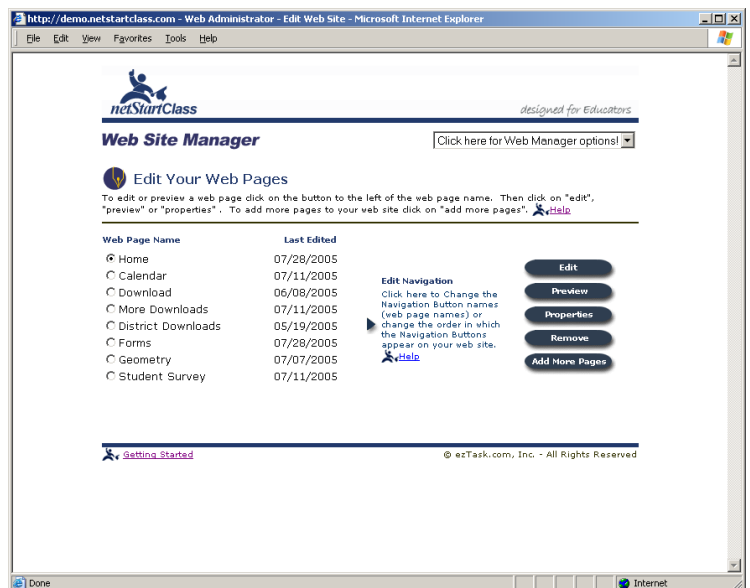 http://demo.netstartclass.com - Web Administrator - Edit Web Site - Microsoft Internet Explorer
File Edit View Favorites Tools Help
netStartClass
designed for Educators
Web Site Manager
Click here for Web Manager options!
Edit Your Web Pages
To edit or preview a web page click on the button to the left of the web page name. Then click on "edit",
"preview" or "properties" . To add more pages to your web site click on "add more pages". Help
Web Page Name Last Edited
Home 07/28/2005
Calendar 07/11/2005
Download 06/08/2005
More Downloads 07/11/2005
District Downloads 05/19/2005
Forms 07/28/2005
Geometry 07/07/2005
Student Survey 07/11/2005
Edit Navigation
Click here to Change the
Navigation Button names
(web page names) or
change the order in which
the Navigation Buttons
appear on your web site.
Help
Edit
Preview
Properties
Remove
Add More Pages
Getting Started
© ezTask.com, Inc. - All Rights Reserved
Done
Internet